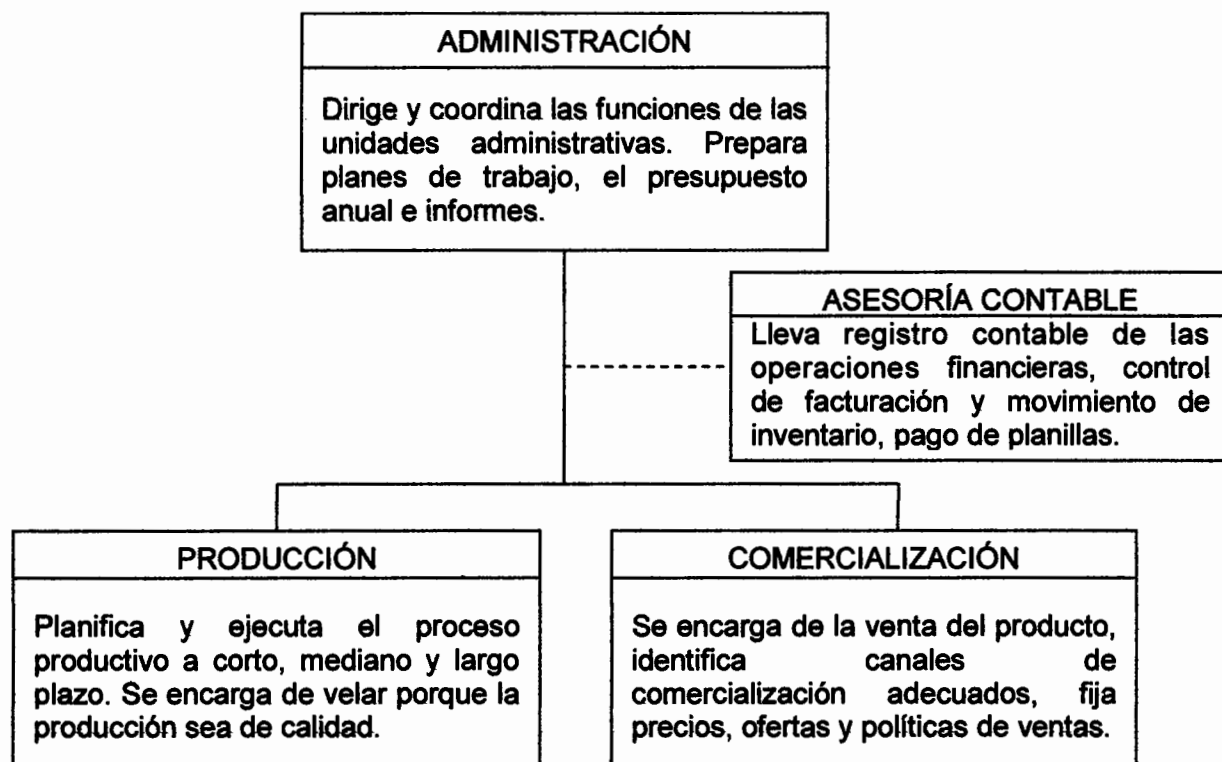 ADMINISTRACIÓN
Dirige y coordina las funciones de las
unidades administrativas. Prepara
planes de trabajo, el presupuesto
anual e informes.
ASESORÍA CONTABLE
Lleva registro contable de las
operaciones financieras, control
de facturación y movimiento de
inventario, pago de planillas.
PRODUCCIÓN
Planifica y ejecuta el proceso
productivo a corto, mediano y largo
plazo. Se encarga de velar porque la
producción sea de calidad.
COMERCIALIZACIÓN
Se encarga de la venta del producto,
identifica canales de
comercialización adecuados, fija
precios, ofertas y políticas de ventas.